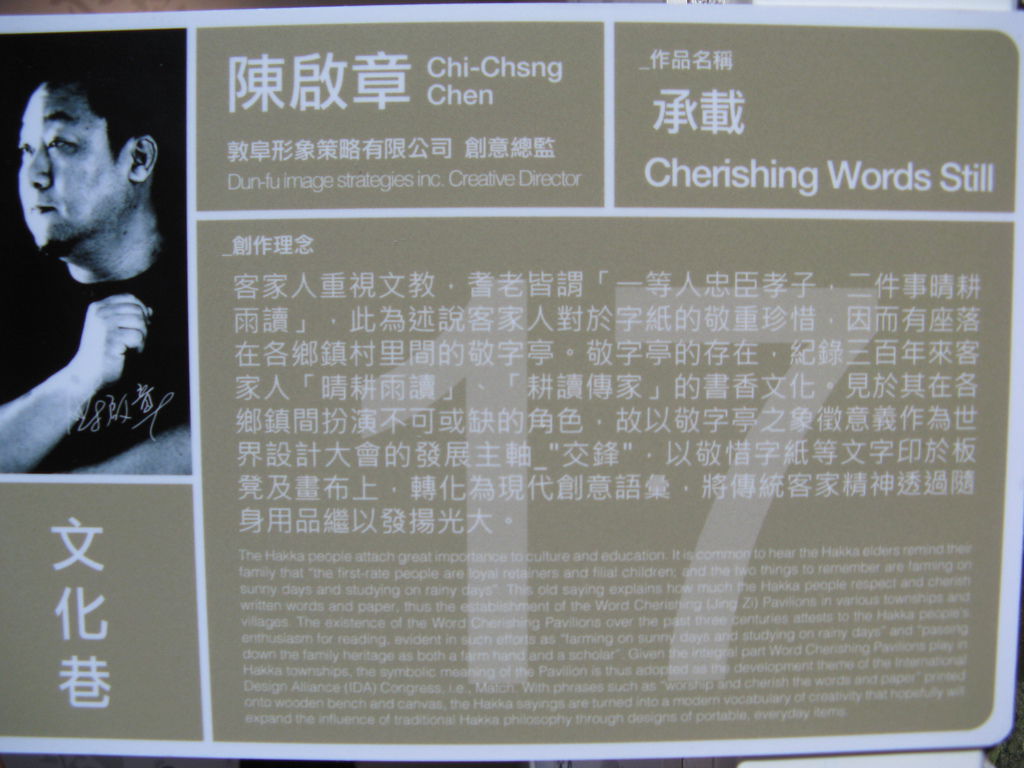 陳啟章 Chi-Chsng
Chen
敦阜形象策略有限公司 創意總監
Dun-fu image strategies inc. Creative Director
_作品名稱
承載
Cherishing Words Still
_創作理念
客家人重視文教，耆老皆謂「一等人忠臣孝子，二件事晴耕
雨讀」，此為述說客家人對於字紙的敬重珍惜，因而有座落
在各鄉鎮村里間的敬字亭。敬字亭的存在，紀錄三百年來客
家人「晴耕雨讀」、「耕讀傳家」的書香文化。見於其在各
鄉鎮間扮演不可或缺的角色，故以敬字亭之象徵意義作為世
界設計大會的發展主軸_"交鋒"，以敬惜字紙等文字印於板
凳及畫布上，轉化為現代創意語彙，將傳統客家精神透過隨
身用品繼以發揚光大。
17
The Hakka people attach great importance to culture and education. It is common to hear the Hakka elders remind their
family that "the first-rate people are loyal retainers and filial children; and the two things to remember are farming on
sunny days and studying on rainy days". This old saying explains how much the Hakka people respect and cherish
written words and paper, thus the establishment of the Word Cherishing (Jing Zi) Pavilions in various townships and
villages. The existence of the Word Cherishing Pavilions over the past three centuries attests to the Hakka people's
enthusiasm for reading, evident in such efforts as "farming on sunny days and studying on rainy days" and "passing
down the family heritage as both a farm hand and a scholar". Given the integral part Word Cherishing Pavilions play in
Hakka townships, the symbolic meaning of the Pavilion is thus adopted as the development theme of the International
Design Alliance (IDA) Congress, i.e., Match. With phrases such as "worship and cherish the words and paper" printed
onto wooden bench and canvas, the Hakka sayings are turned into a modern vocabulary of creativity that hopefully will
expand the influence of traditional Hakka philosophy through designs of portable, everyday items.
文化巷